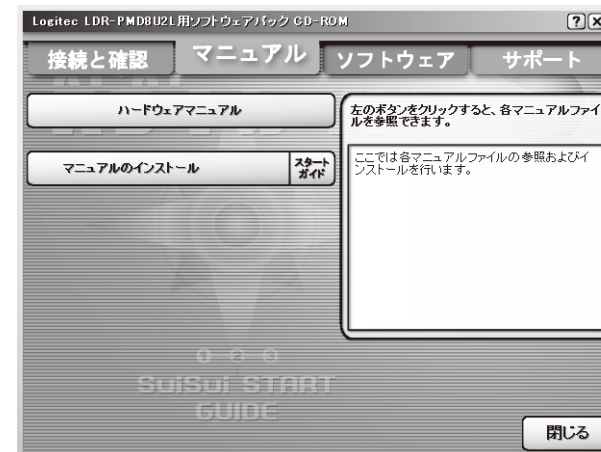 Logitec LDR-PMD8U2L用ソフトウェアパック CD-ROM
接続と確認
マニュアル
ソフトウェア
サポート
ハードウェアマニュアル
マニュアルのインストール
スタート
ガイド
左のボタンをクリックすると、各マニュアルファイ
ルを参照できます。
ここでは各マニュアルファイルの参照およびイ
ンストールを行います。
1 2 3
SuiSui START
GUIDE
閉じる